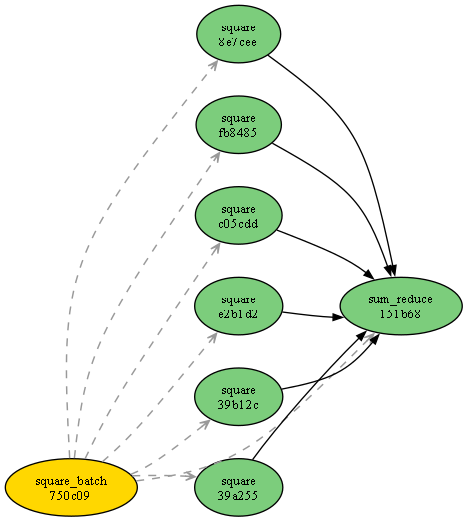 square
8e7cee
square
fb8485
square
c05cdd
sum_reduce
151b68
square
e2b1d2
square
39b12c
square_batch
750c09
square
39a255